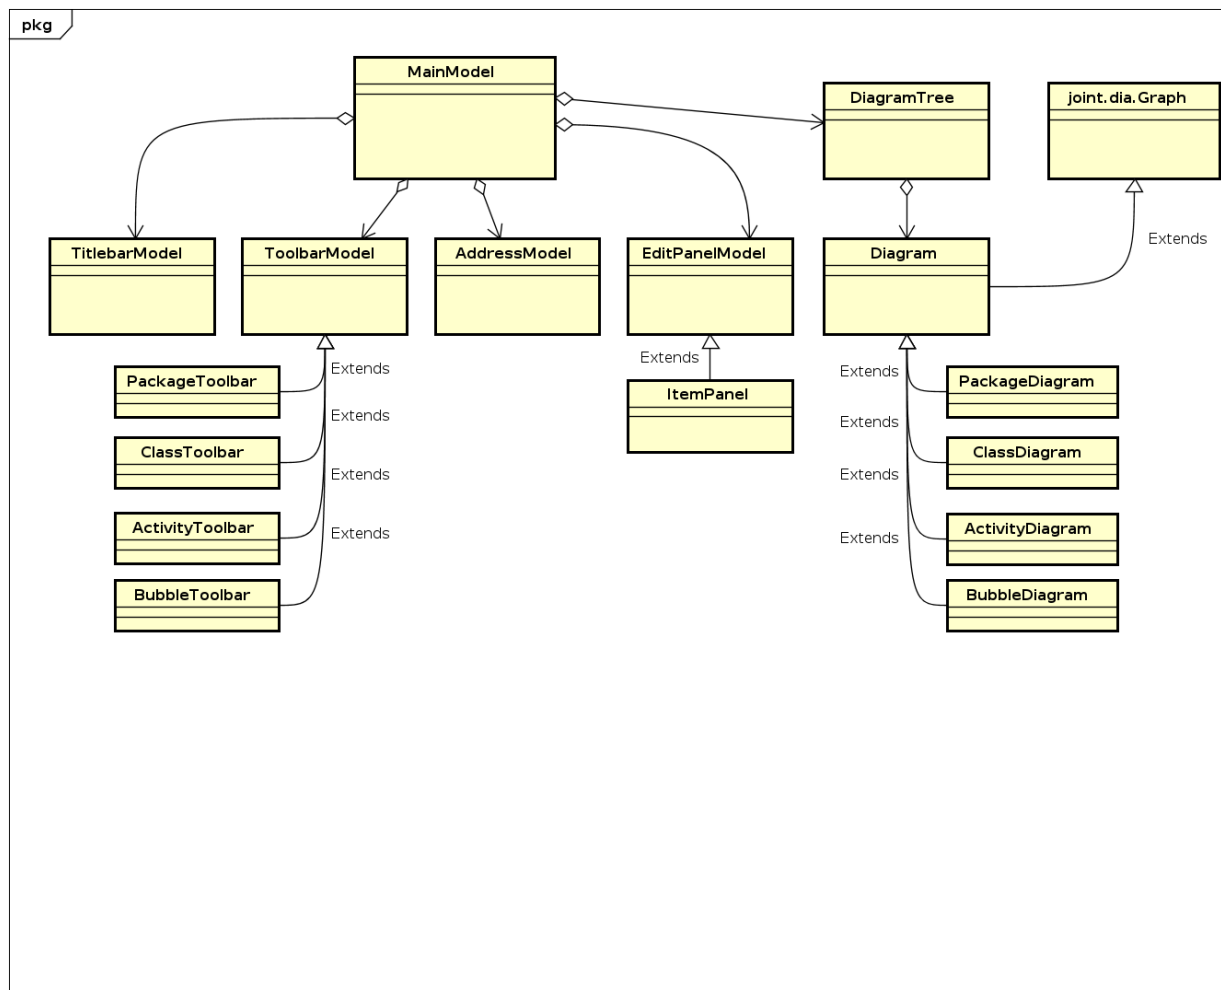 pkg
MainModel
DiagramTree
joint.dia.Graph
TitlebarModel
ToolbarModel
AddressModel
EditPanelModel
Diagram
Extends
Extends
PackageToolbar
Extends
ItemPanel
Extends
PackageDiagram
Extends
ClassToolbar
Extends
ClassDiagram
Extends
ActivityToolbar
Extends
ActivityDiagram
Extends
BubbleToolbar
Extends
BubbleDiagram